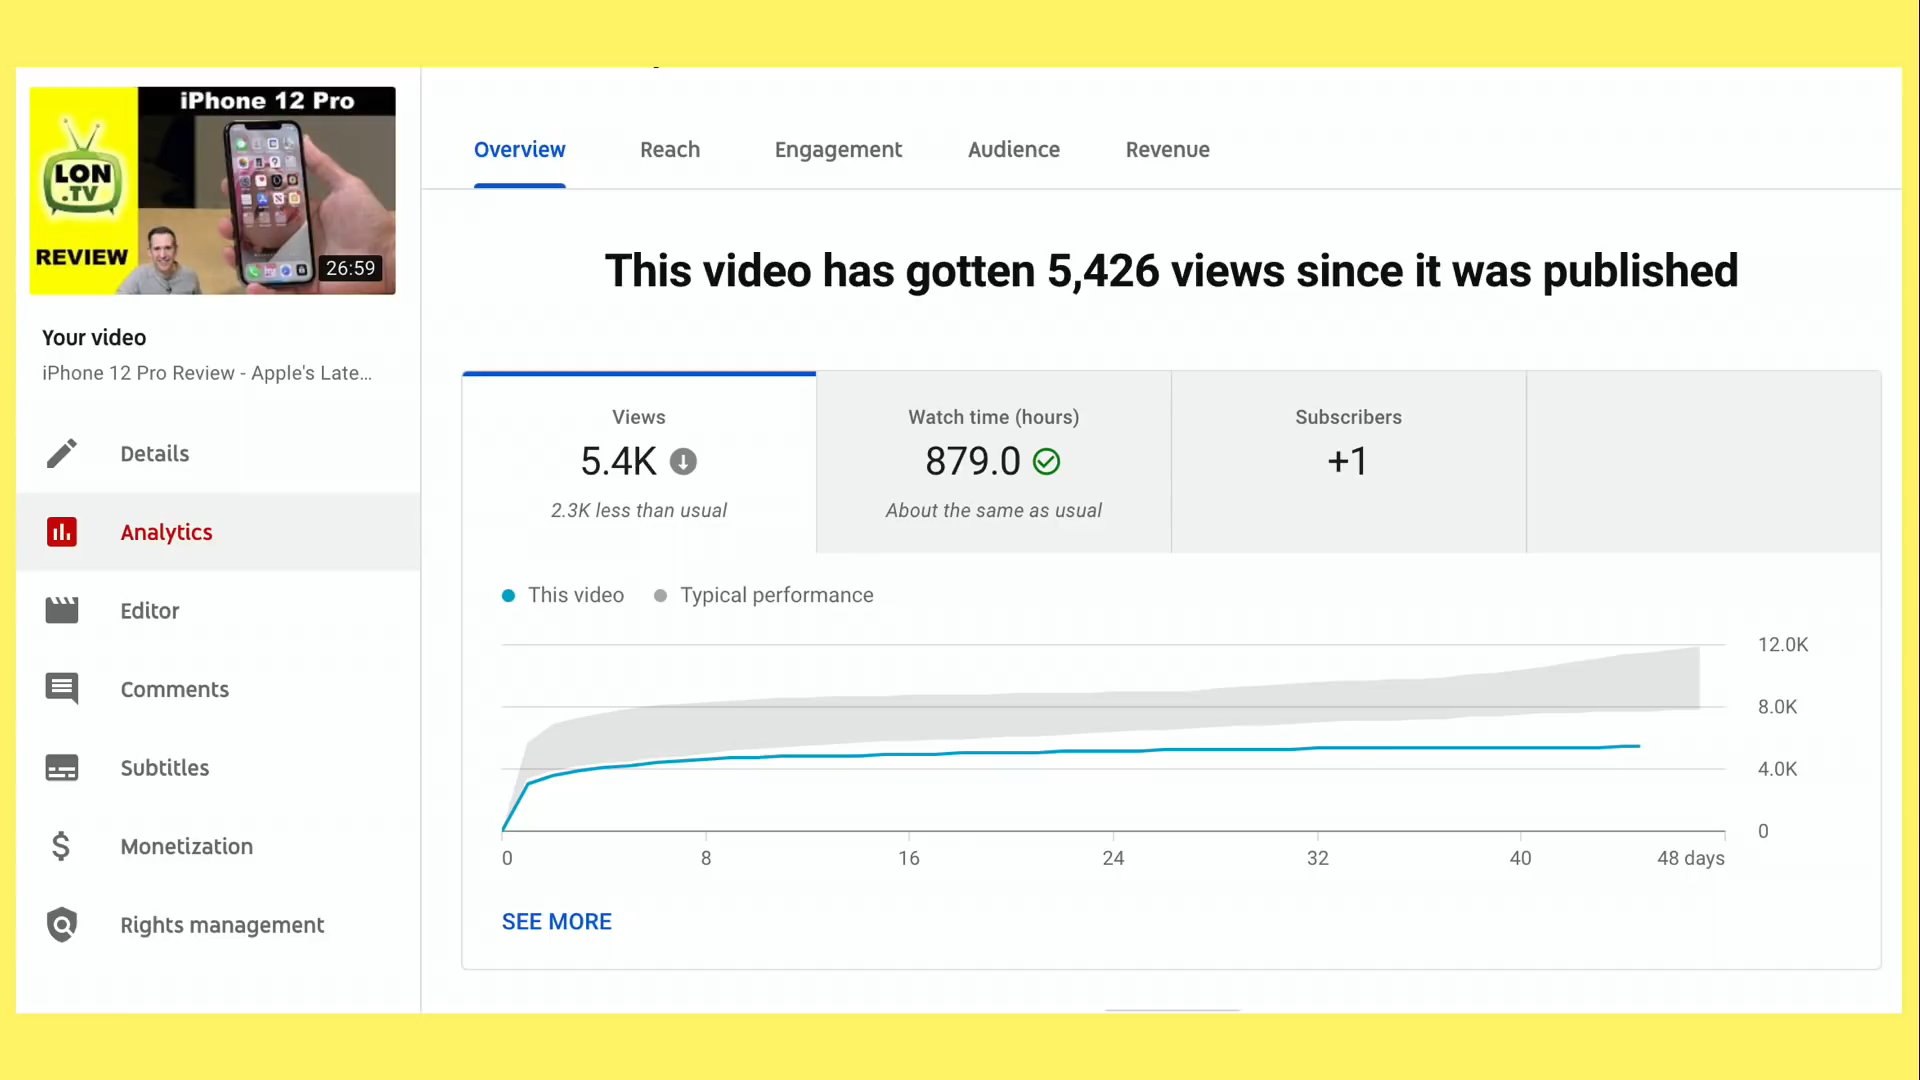 iPhone 12 Pro
LON
.TV
REVIEW
26:59
Your video
iPhone 12 Pro Review - Apple's Late...
Details
Analytics
Editor
Comments
Subtitles
Monetization
Rights management
Overview
Reach
Engagement
Audience
Revenue
This video has gotten 5,426 views since it was published
Views
5.4K
2.3K less than usual
Watch time (hours)
879.0
About the same as usual
Subscribers
+1
This video
Typical performance
12.0K
8.0K
4.0K
0
0
8
16
24
32
40
48 days
SEE MORE